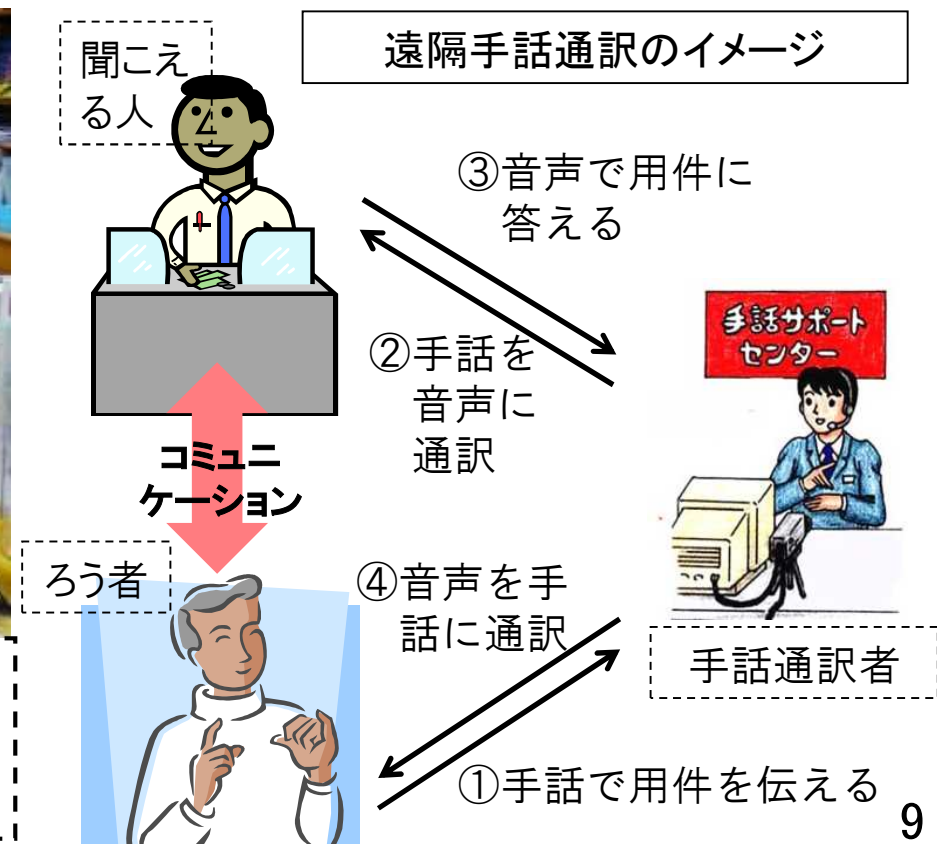 遠隔手話通訳のイメージ
聞こえ
る人
③音声で用件に
答える
②手話を
音声に
通訳
手話サポート
センター
コミュニ
ケーション
ろう者
④音声を手
話に通訳
手話通訳者
①手話で用件を伝える
9